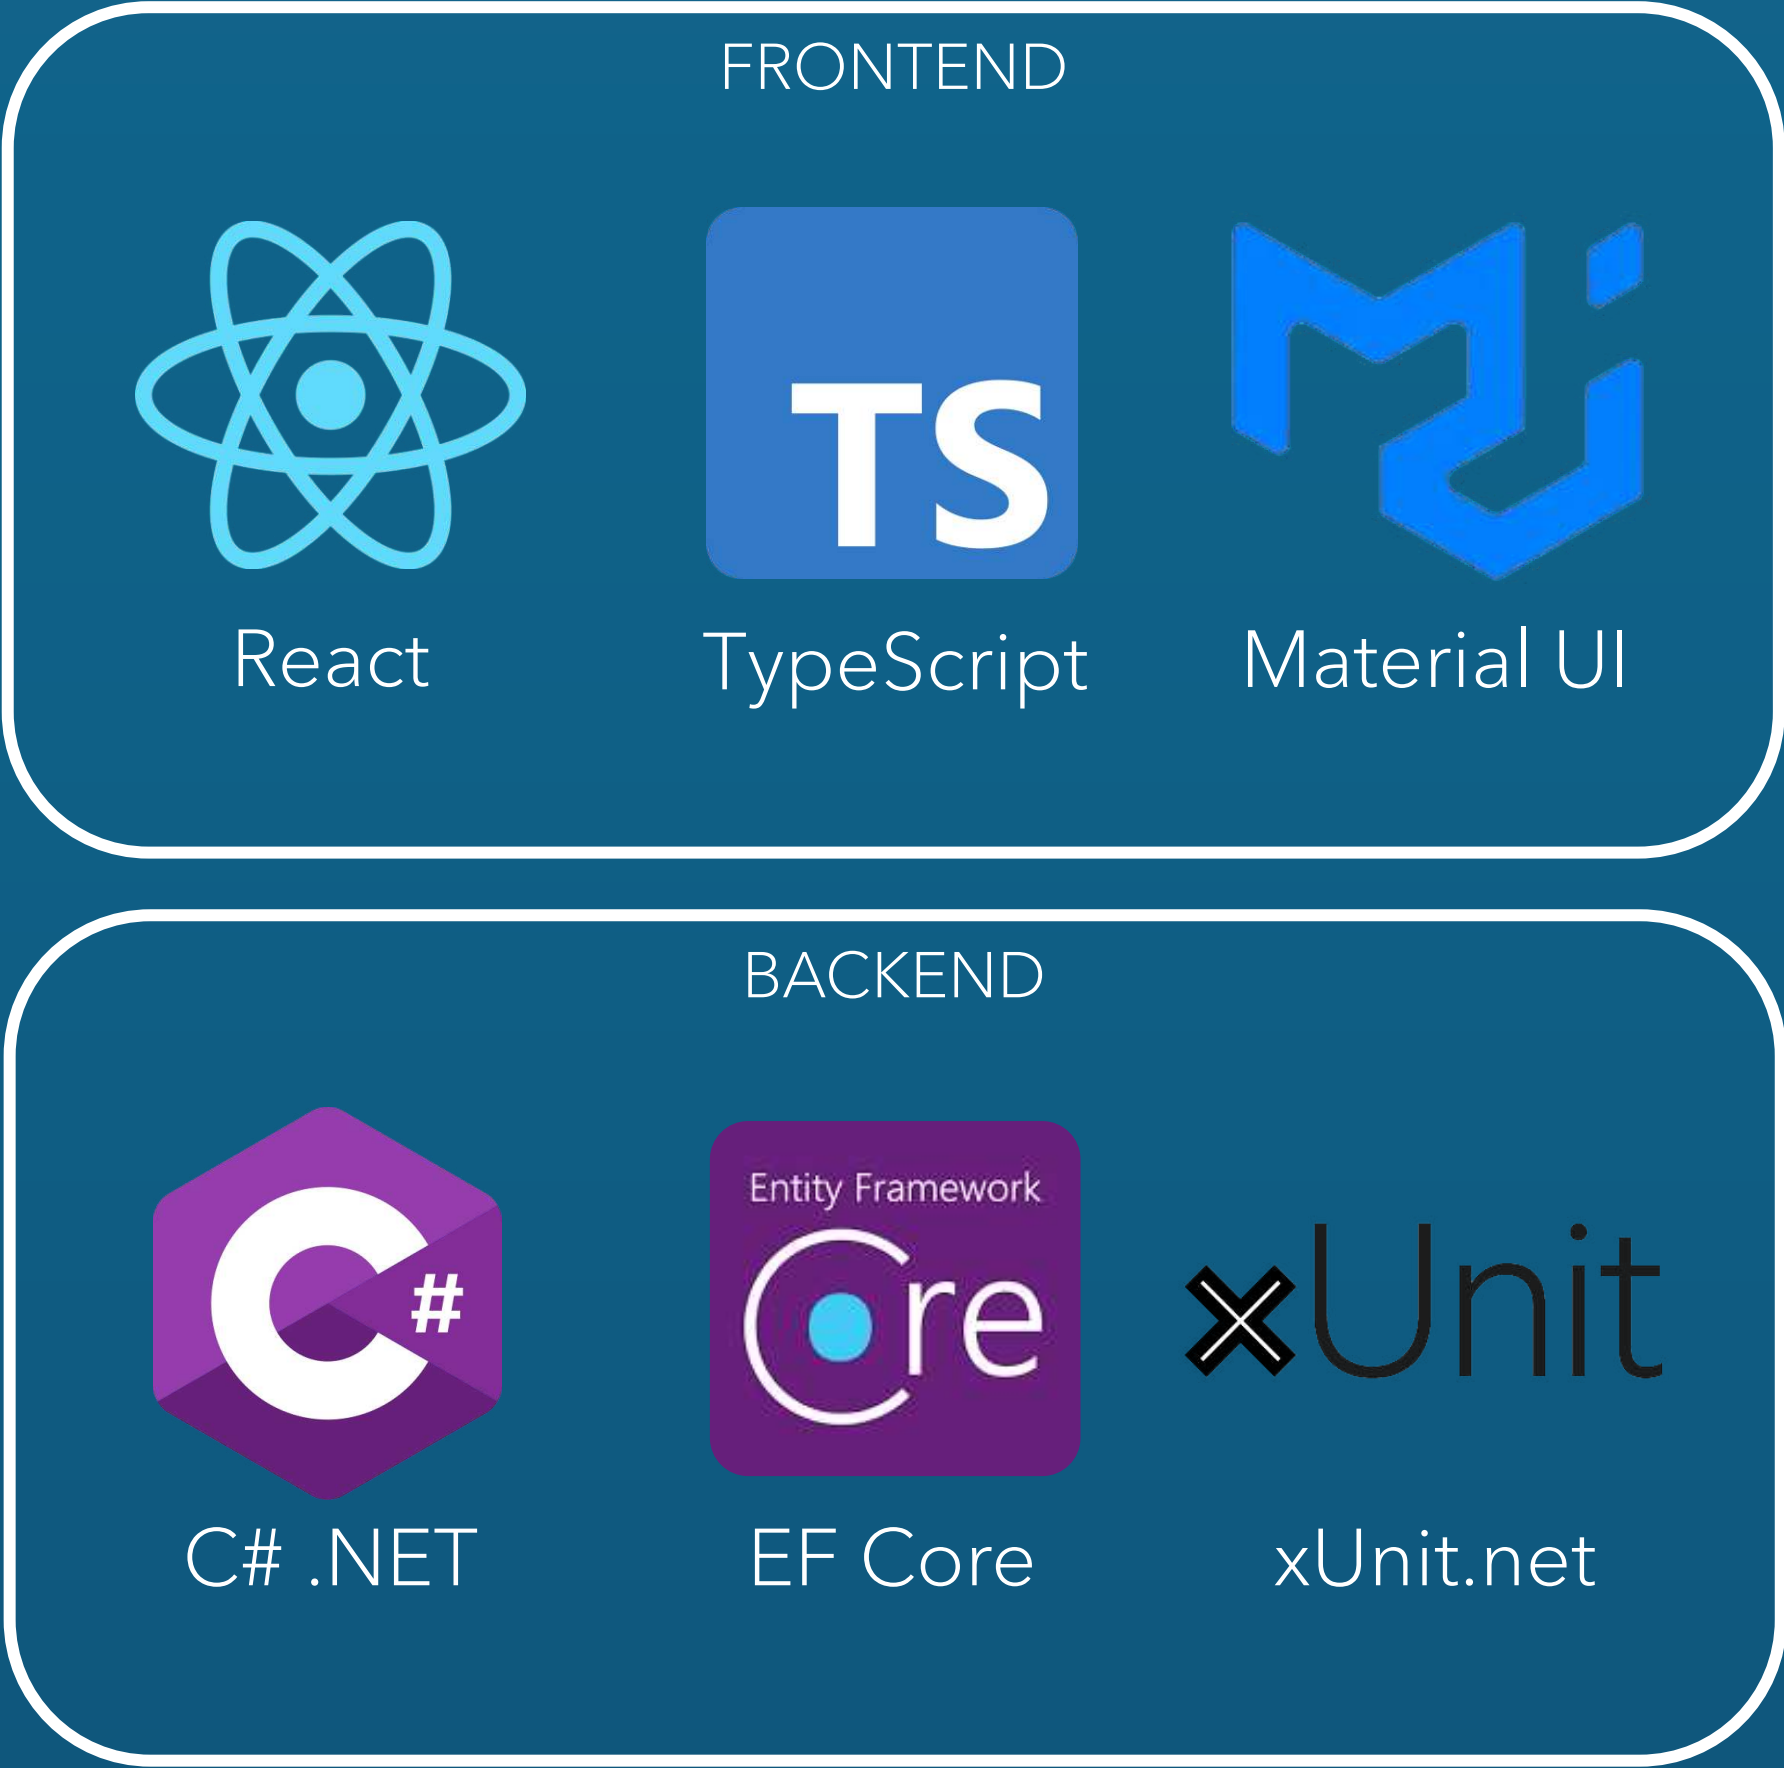 FRONTEND
TS
React
TypeScript
Material UI
BACKEND
C#
Entity Framework
Core
xUnit
C# .NET
EF Core
xUnit.net